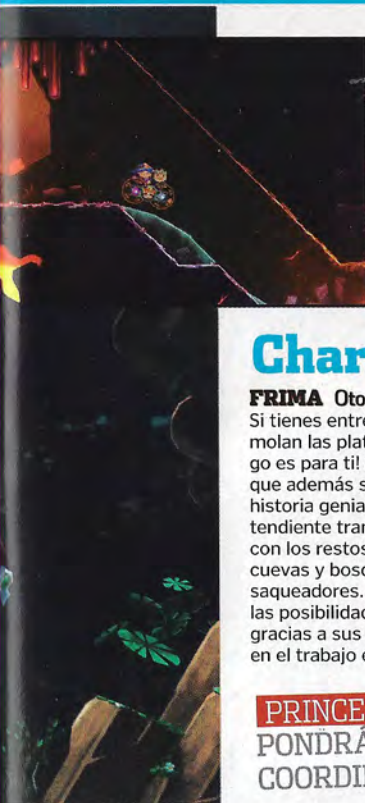 Char
FRIMA Oto
Si tienes entre
molan las plat
go es para ti!
que además s
historia genia
tendiente tran
con los restos
cuevas y bosc
saqueadores.
las posibilidad
gracias a sus
en el trabajo e
PRINCE
PONDRÁ
COORDI